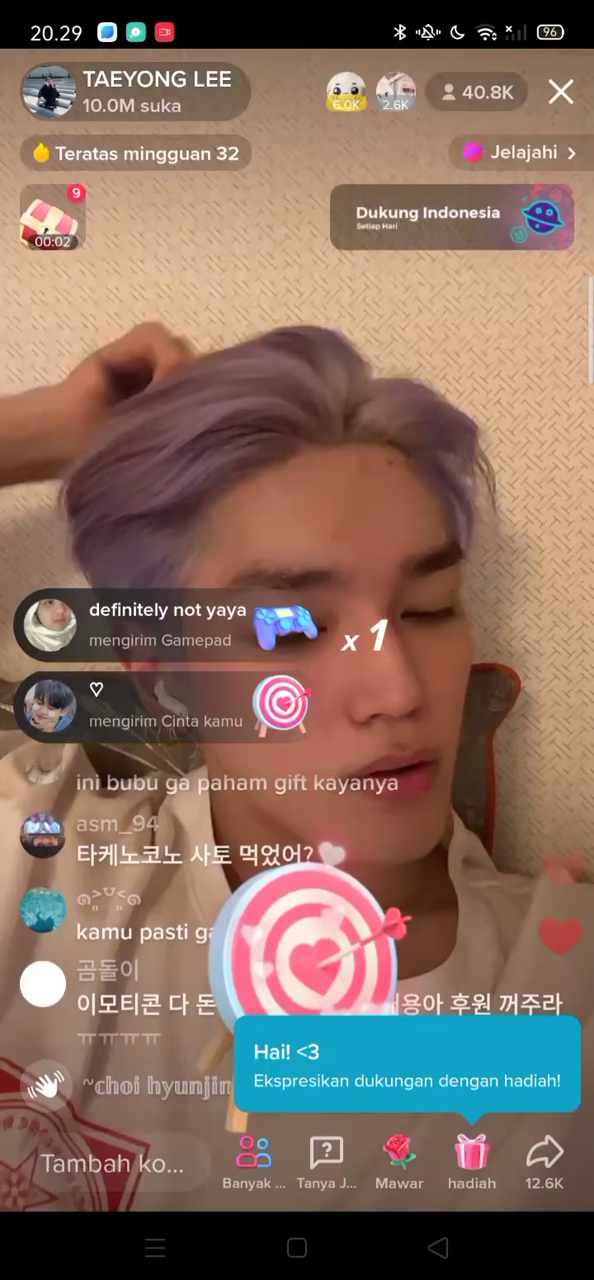 20.29
96
TAEYONG LEE
10.0M suka
6.0K
2.6K
40.8K
Teratas mingguan 32
Jelajahi
9
00:02
Dukung Indonesia
Setiap Hari
definitely not yaya
mengirim Gamepad
x 1
♡
mengirim Cinta kamu
ini bubu ga paham gift kayanya
asm_94
타케노코노 사토 먹었어?
kamu pasti ga
곰돌이
이모티콘 다 돈
용아 후원 꺼주라
ㅠㅠㅠㅠ
~choi hyunjin
Hai! <3
Ekspresikan dukungan dengan hadiah!
Tambah ko...
Banyak ...
Tanya J...
Mawar
hadiah
12.6K